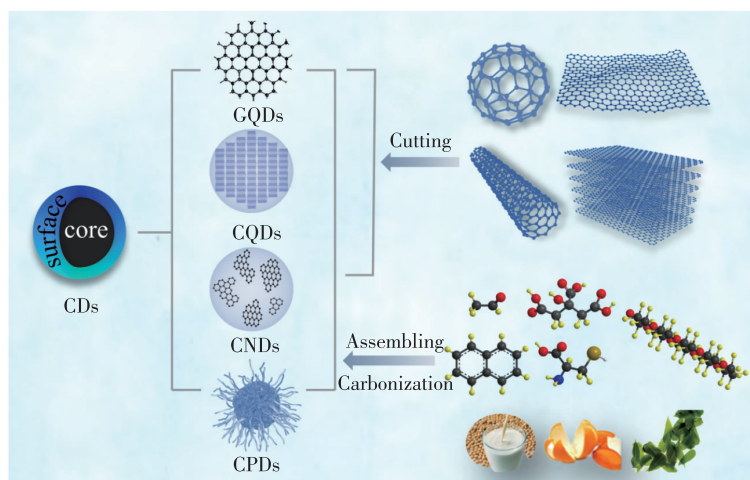 GQDs
Cutting
CQDs
surface
core
CDs
CNDs
Assembling
Carbonization
CPDs